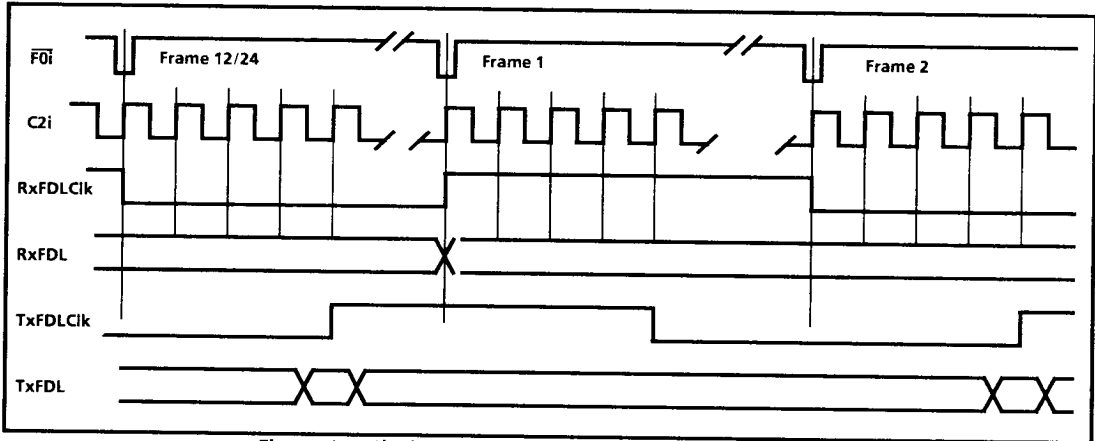 F0i
Frame 12/24
Frame 1
Frame 2
C2i
RxFDLClk
RxFDL
TxFDLClk
TxFDL